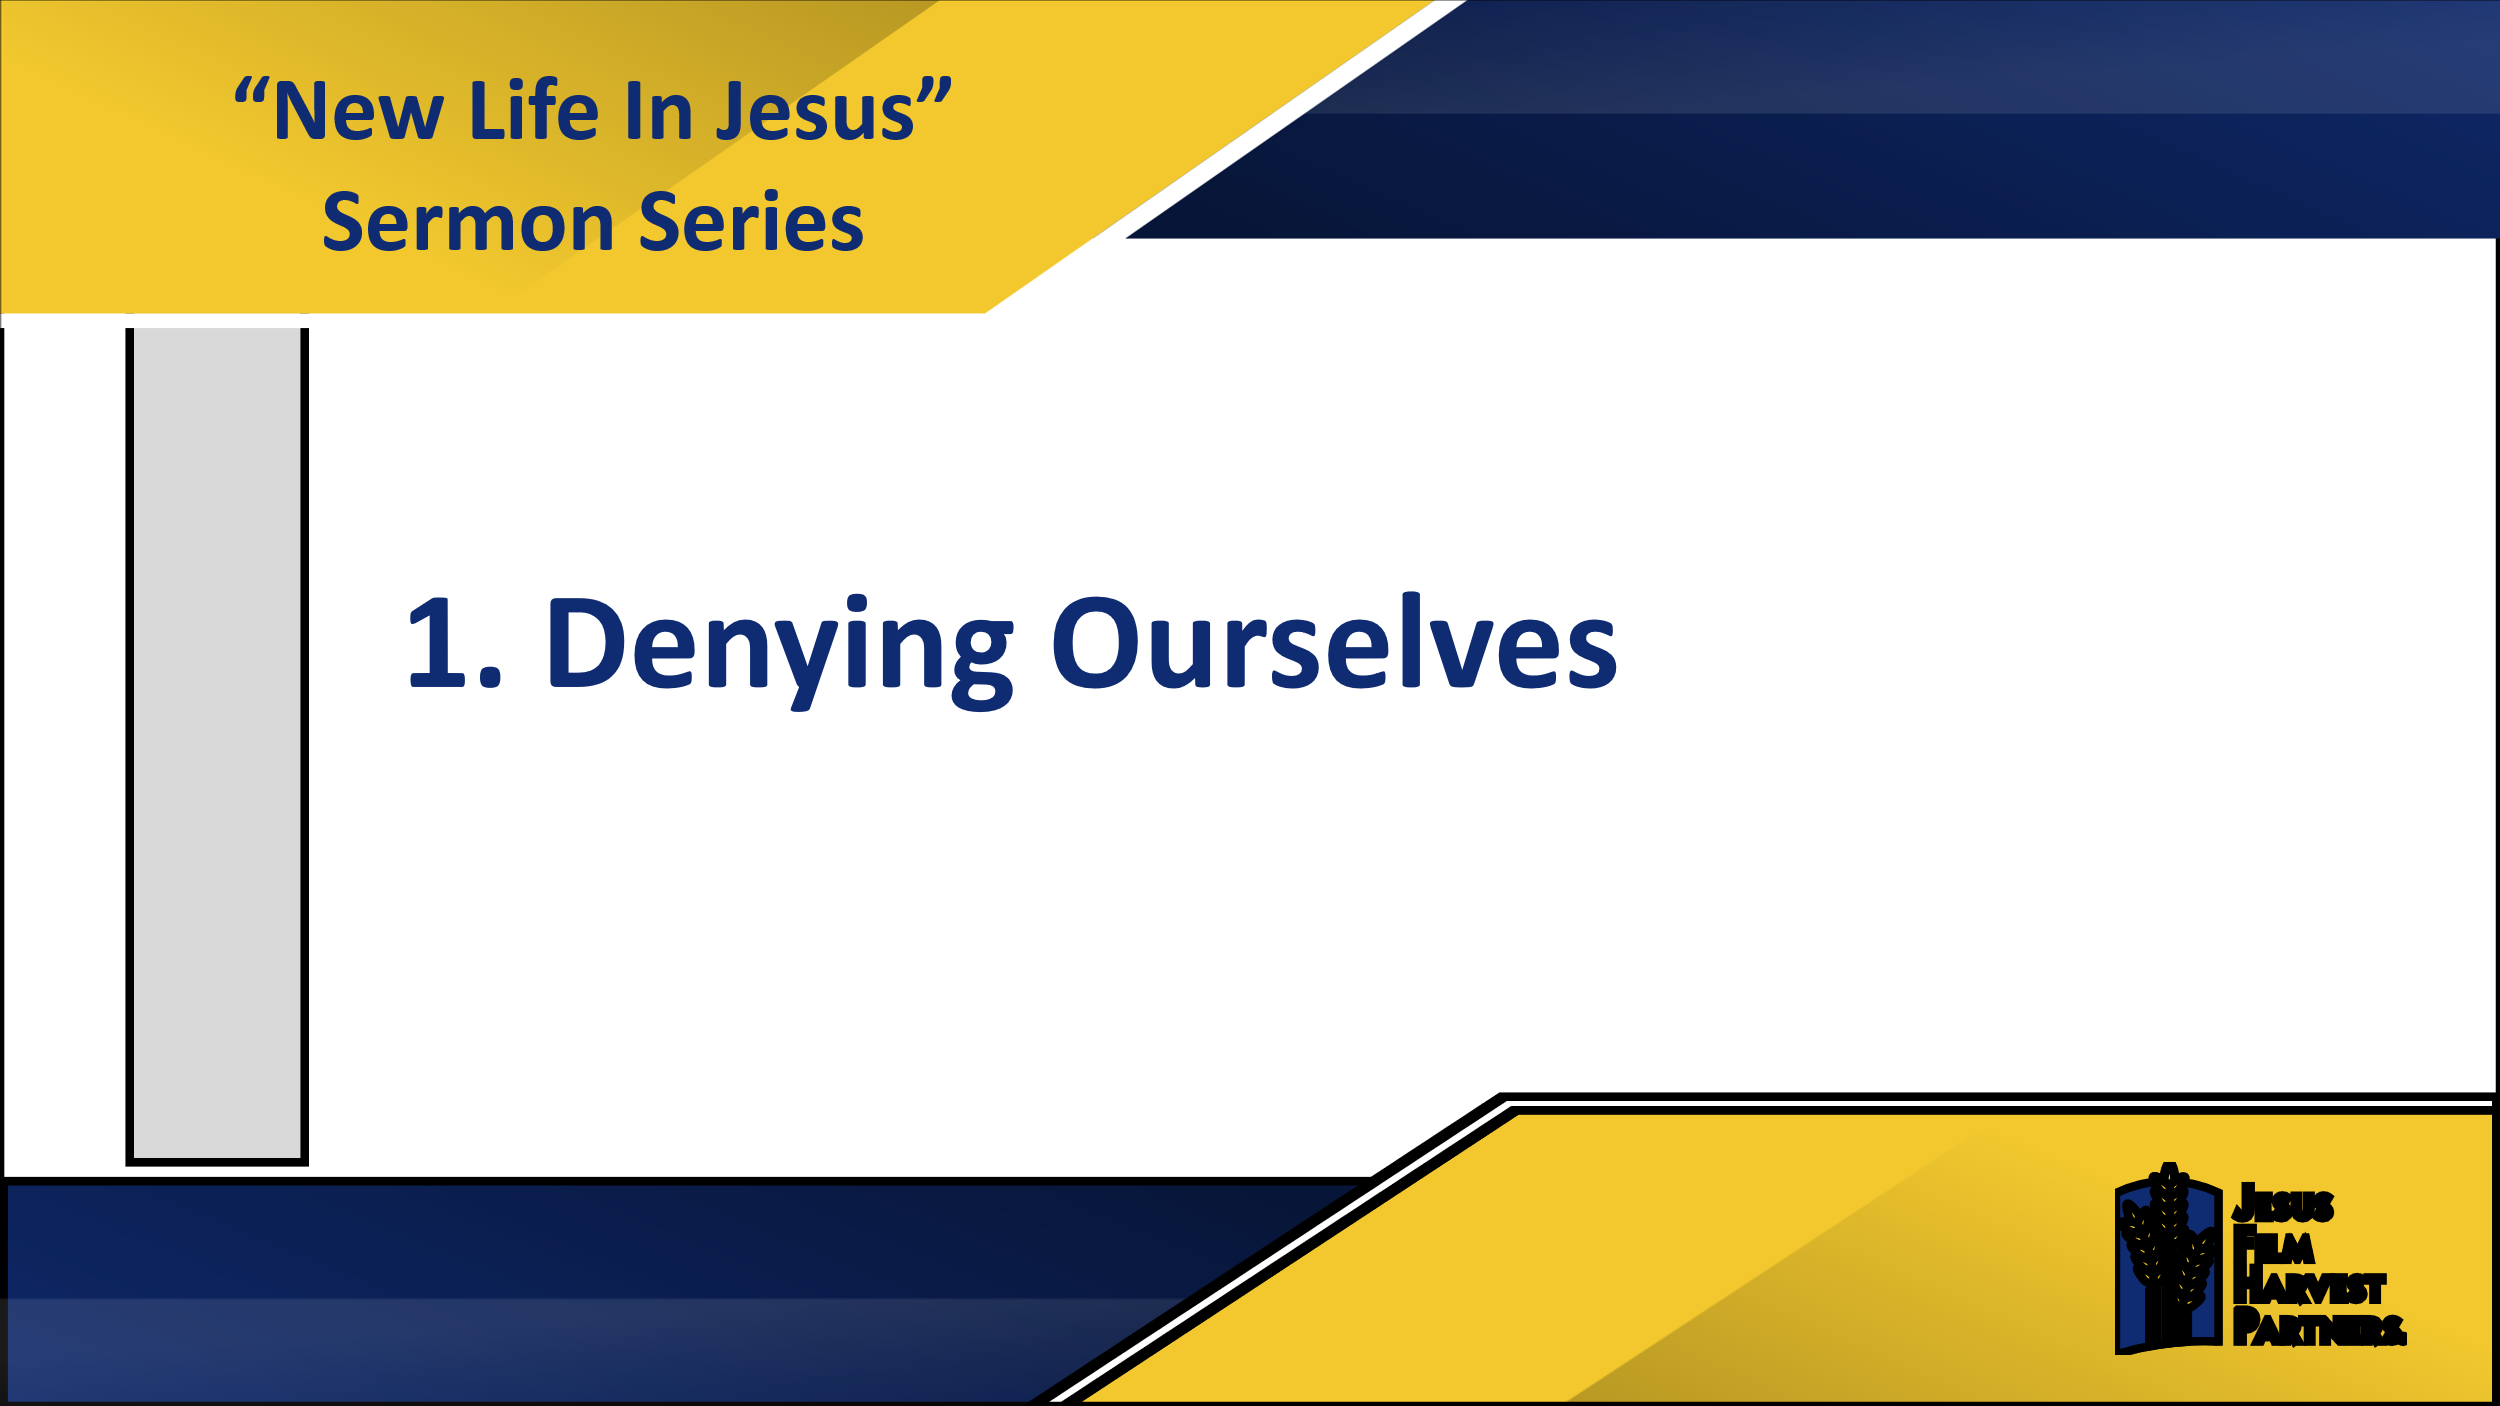 “New Life In Jesus”
Sermon Series
1. Denying Ourselves
Jesus
Film
Harvest
Partners